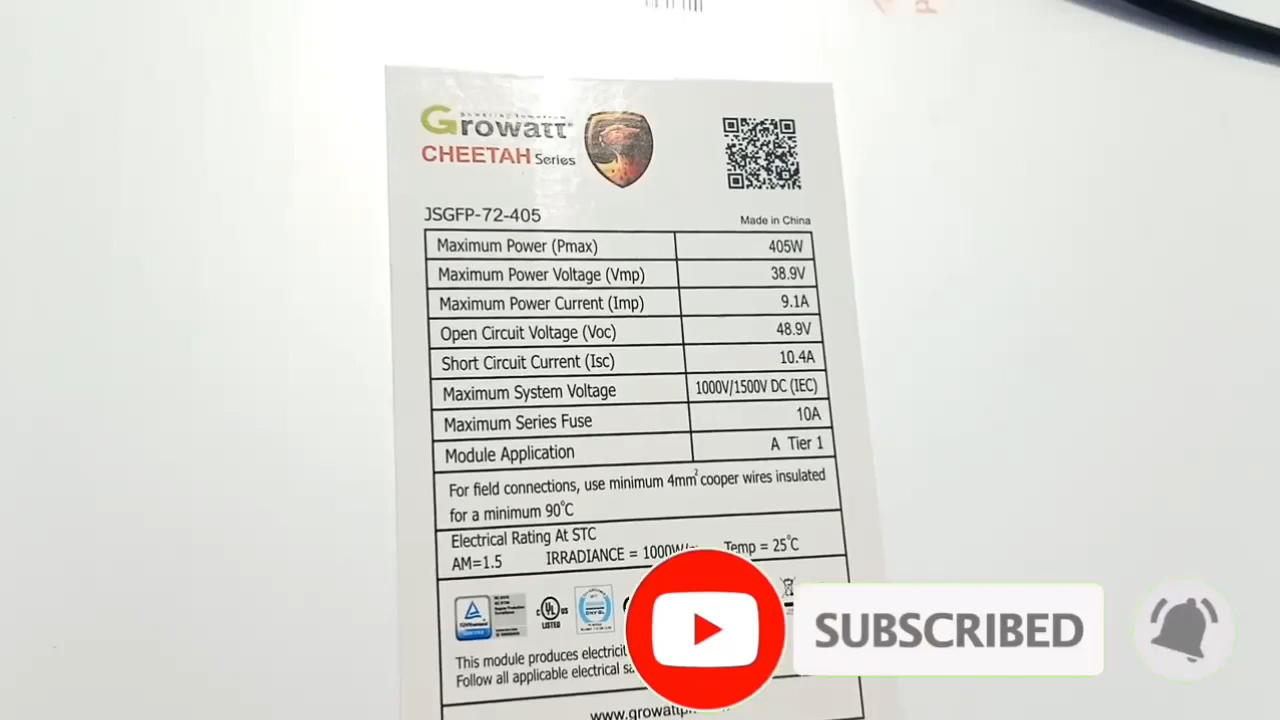 Growatt
CHEETAH Series
JSGFP-72-405
Made in China
Maximum Power (Pmax) 405W
Maximum Power Voltage (Vmp) 38.9V
Maximum Power Current (Imp) 9.1A
Open Circuit Voltage (Voc) 48.9V
Short Circuit Current (Isc) 10.4A
Maximum System Voltage 1000V/1500V DC (IEC)
Maximum Series Fuse 10A
Module Application A Tier 1
For field connections, use minimum 4mm² cooper wires insulated
for a minimum 90°C
Electrical Rating At STC
AM=1.5 IRRADIANCE = Temp = 25°C
c UL US
LISTED
This module produces
Follow all applicable electrical
SUBSCRIBED